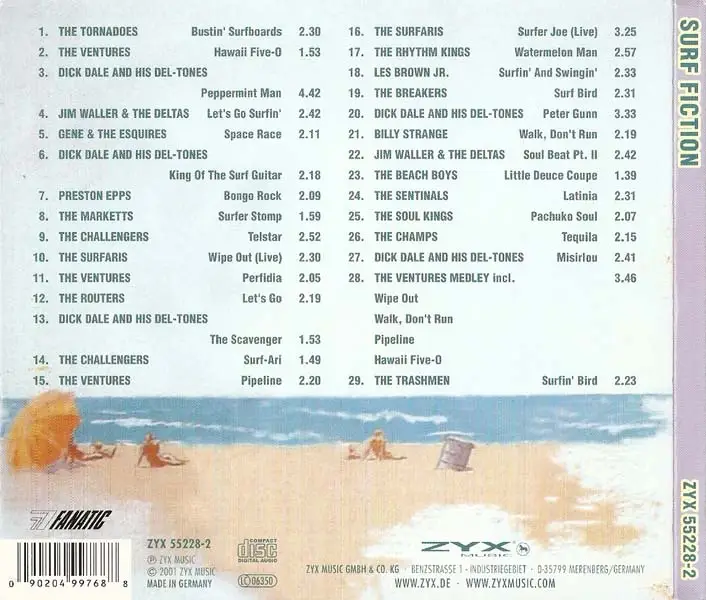 1. THE TORNADOES Bustin' Surfboards 2.30
2. THE VENTURES Hawaii Five-O 1.53
3. DICK DALE AND HIS DEL-TONES
Peppermint Man 4.42
4. JIM WALLER & THE DELTAS Let's Go Surfin' 2.42
5. GENE & THE ESQUIRES Space Race 2.11
6. DICK DALE AND HIS DEL-TONES
King Of The Surf Guitar 2.18
7. PRESTON EPPS Bongo Rock 2.09
8. THE MARKETTS Surfer Stomp 1.59
9. THE CHALLENGERS Telstar 2.52
10. THE SURFARIS Wipe Out (Live) 2.30
11. THE VENTURES Perfidia 2.05
12. THE ROUTERS Let's Go 2.19
13. DICK DALE AND HIS DEL-TONES
The Scavenger 1.53
14. THE CHALLENGERS Surf-Ari 1.49
15. THE VENTURES Pipeline 2.20
16. THE SURFARIS Surfer Joe (Live) 3.25
17. THE RHYTHM KINGS Watermelon Man 2.57
18. LES BROWN JR. Surfin' And Swingin' 2.33
19. THE BREAKERS Surf Bird 2.31
20. DICK DALE AND HIS DEL-TONES Peter Gunn 3.33
21. BILLY STRANGE Walk, Don't Run 2.19
22. JIM WALLER & THE DELTAS Soul Beat Pt. II 2.42
23. THE BEACH BOYS Little Deuce Coupe 1.39
24. THE SENTINALS Latinia 2.31
25. THE SOUL KINGS Pachuko Soul 2.07
26. THE CHAMPS Tequila 2.15
27. DICK DALE AND HIS DEL-TONES Misirlou 2.41
28. THE VENTURES MEDLEY incl. 3.46
Wipe Out
Walk, Don't Run
Pipeline
Hawaii Five-O
29. THE TRASHMEN Surfin' Bird 2.23
SURF FICTION
ZYX 55228-2
FANATIC
0 90204 99768 8
ZYX 55228-2
Ⓟ ZYX MUSIC
© 2001 ZYX MUSIC
MADE IN GERMANY
COMPACT
disc
DIGITAL AUDIO
LC 06350
ZYX
MUSIC
ZYX MUSIC GMBH & CO. KG · BENZSTRASSE 1 · INDUSTRIEGEBIET · D-35799 MERENBERG/GERMANY
WWW.ZYX.DE · WWW.ZYXMUSIC.COM